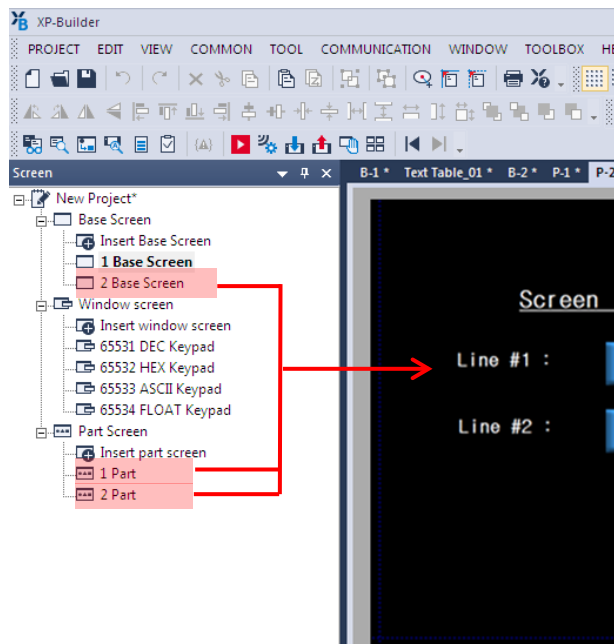 XP-Builder
PROJECT EDIT VIEW COMMON TOOL COMMUNICATION WINDOW TOOLBOX HE
Screen
B-1 * Text Table_01 * B-2 * P-1 * P-2
New Project*
Base Screen
Insert Base Screen
1 Base Screen
2 Base Screen
Window screen
Insert window screen
65531 DEC Keypad
65532 HEX Keypad
65533 ASCII Keypad
65534 FLOAT Keypad
Part Screen
Insert part screen
1 Part
2 Part
Screen
Line #1 :
Line #2 :